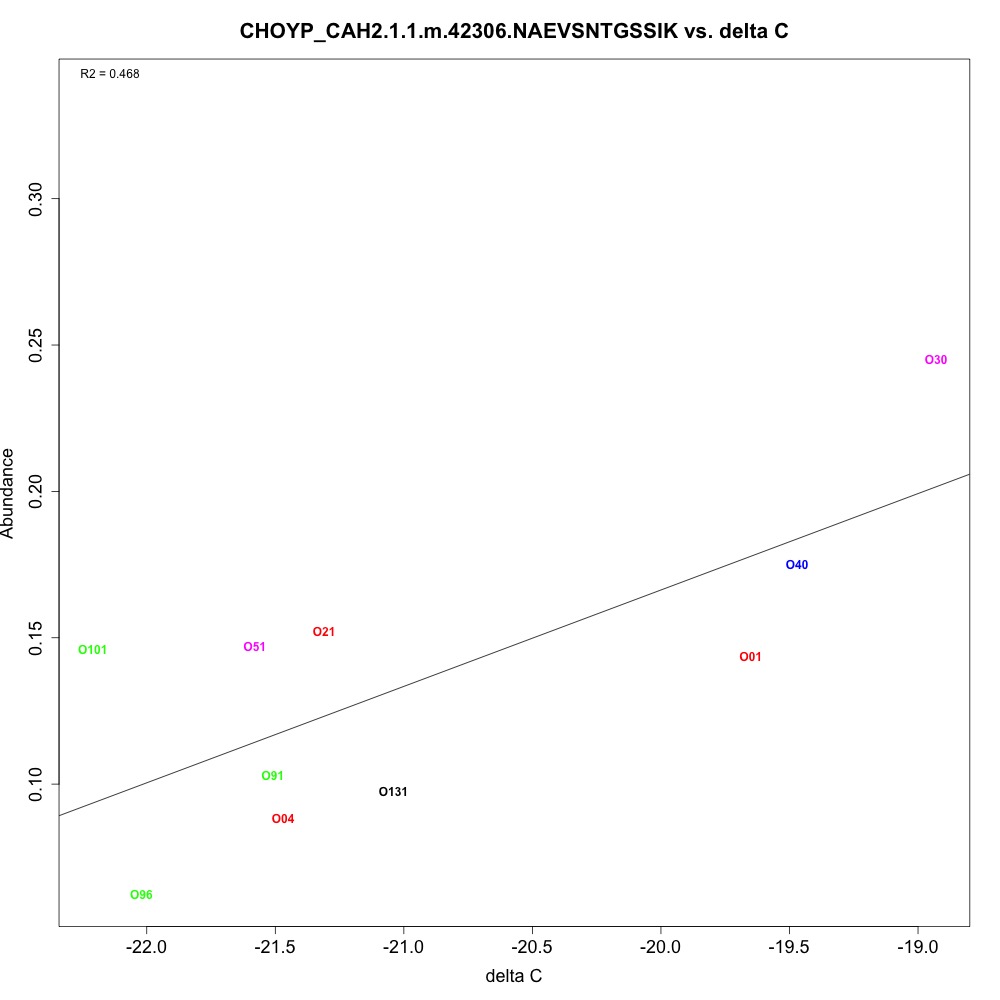 CHOYP_CAH2.1.1.m.42306.NAEVSNTGSSIK vs. delta C
R2 = 0.468
0.30
0.25
0.20
0.15
0.10
Abundance
O30
O40
O21
O51
O101
O01
O91
O131
O04
O96
-22.0 -21.5 -21.0 -20.5 -20.0 -19.5 -19.0
delta C